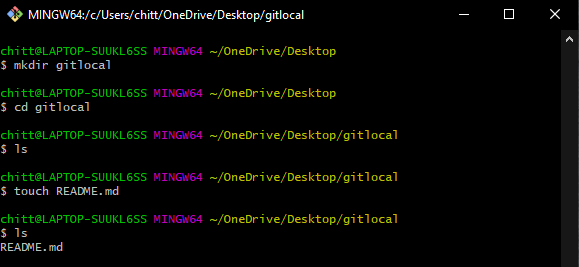 MINGW64:/c/Users/chitt/OneDrive/Desktop/gitlocal
chitt@LAPTOP-SUUKL6SS MINGW64 ~/OneDrive/Desktop
$ mkdir gitlocal
chitt@LAPTOP-SUUKL6SS MINGW64 ~/OneDrive/Desktop
$ cd gitlocal
chitt@LAPTOP-SUUKL6SS MINGW64 ~/OneDrive/Desktop/gitlocal
$ ls
chitt@LAPTOP-SUUKL6SS MINGW64 ~/OneDrive/Desktop/gitlocal
$ touch README.md
chitt@LAPTOP-SUUKL6SS MINGW64 ~/OneDrive/Desktop/gitlocal
$ ls
README.md